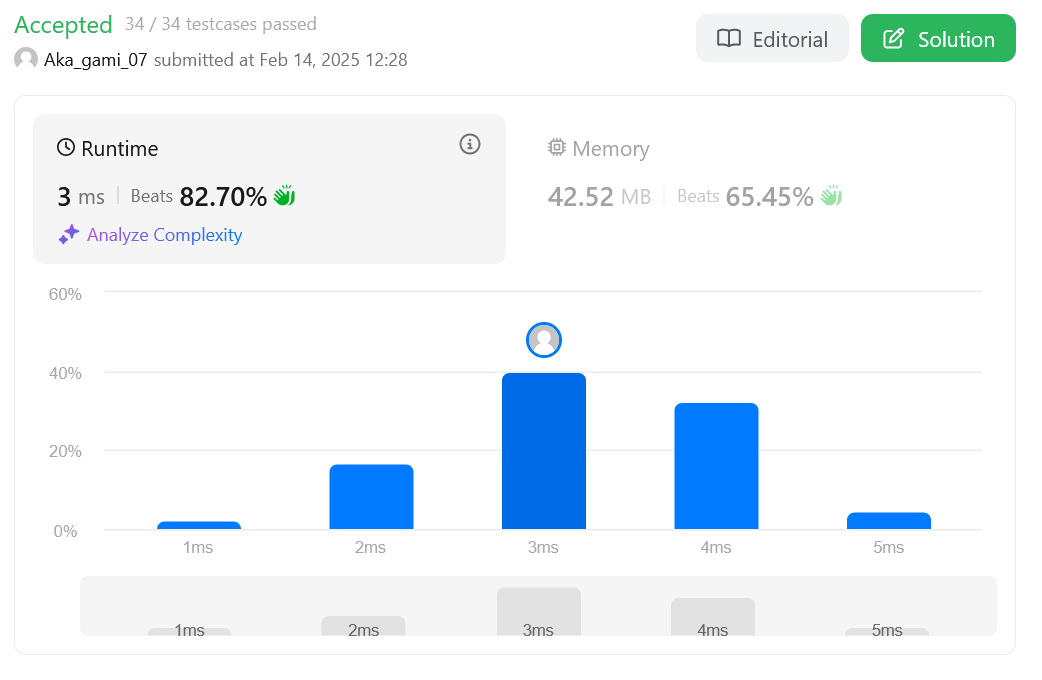 Accepted 34 / 34 testcases passed
Editorial
Solution
Aka_gami_07 submitted at Feb 14, 2025 12:28
Runtime
3 ms Beats 82.70%
Analyze Complexity
Memory
42.52 MB Beats 65.45%
60%
40%
20%
0%
1ms 2ms 3ms 4ms 5ms
1ms 2ms 3ms 4ms 5ms